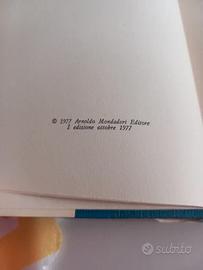 © 1977 Arnoldo Mondadori Editore
I edizione ottobre 1977
subito